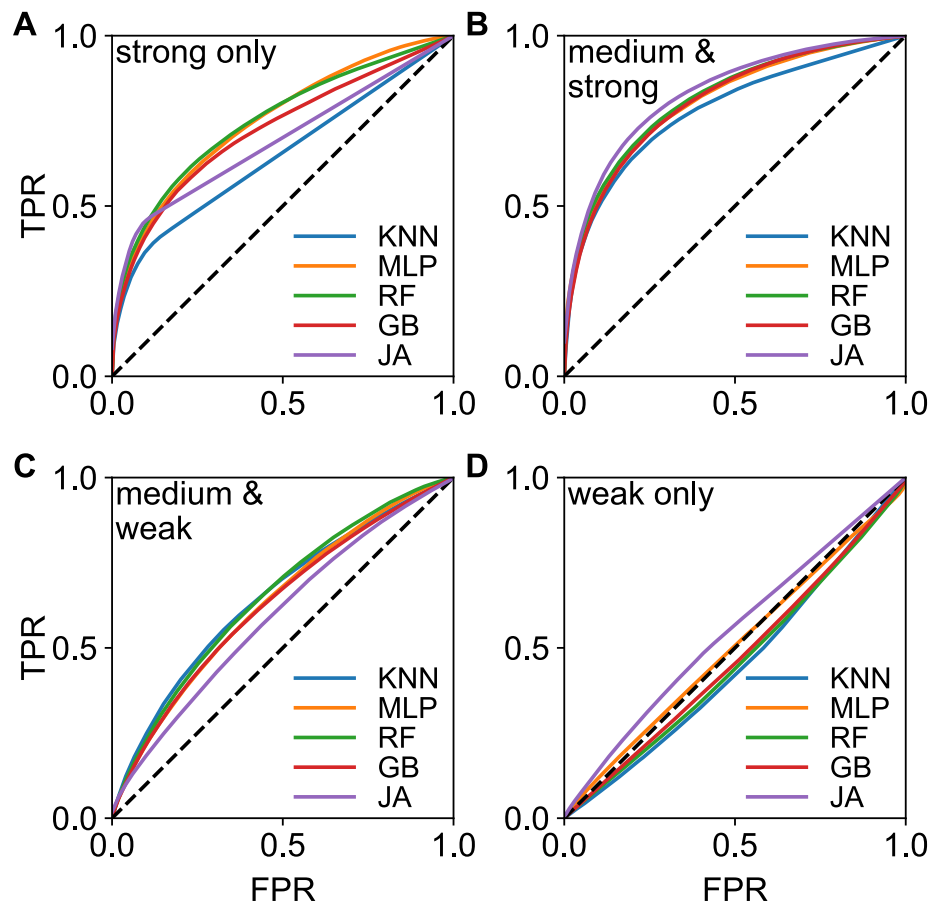 A
strong only
1.0
0.5
0.0
TPR
KNN
MLP
RF
GB
JA
0.0
0.5
1.0
B
medium &
strong
1.0
0.5
0.0
KNN
MLP
RF
GB
JA
0.0
0.5
1.0
C
medium &
weak
1.0
0.5
0.0
TPR
KNN
MLP
RF
GB
JA
0.0
0.5
1.0
FPR
D
weak only
1.0
0.5
0.0
KNN
MLP
RF
GB
JA
0.0
0.5
1.0
FPR